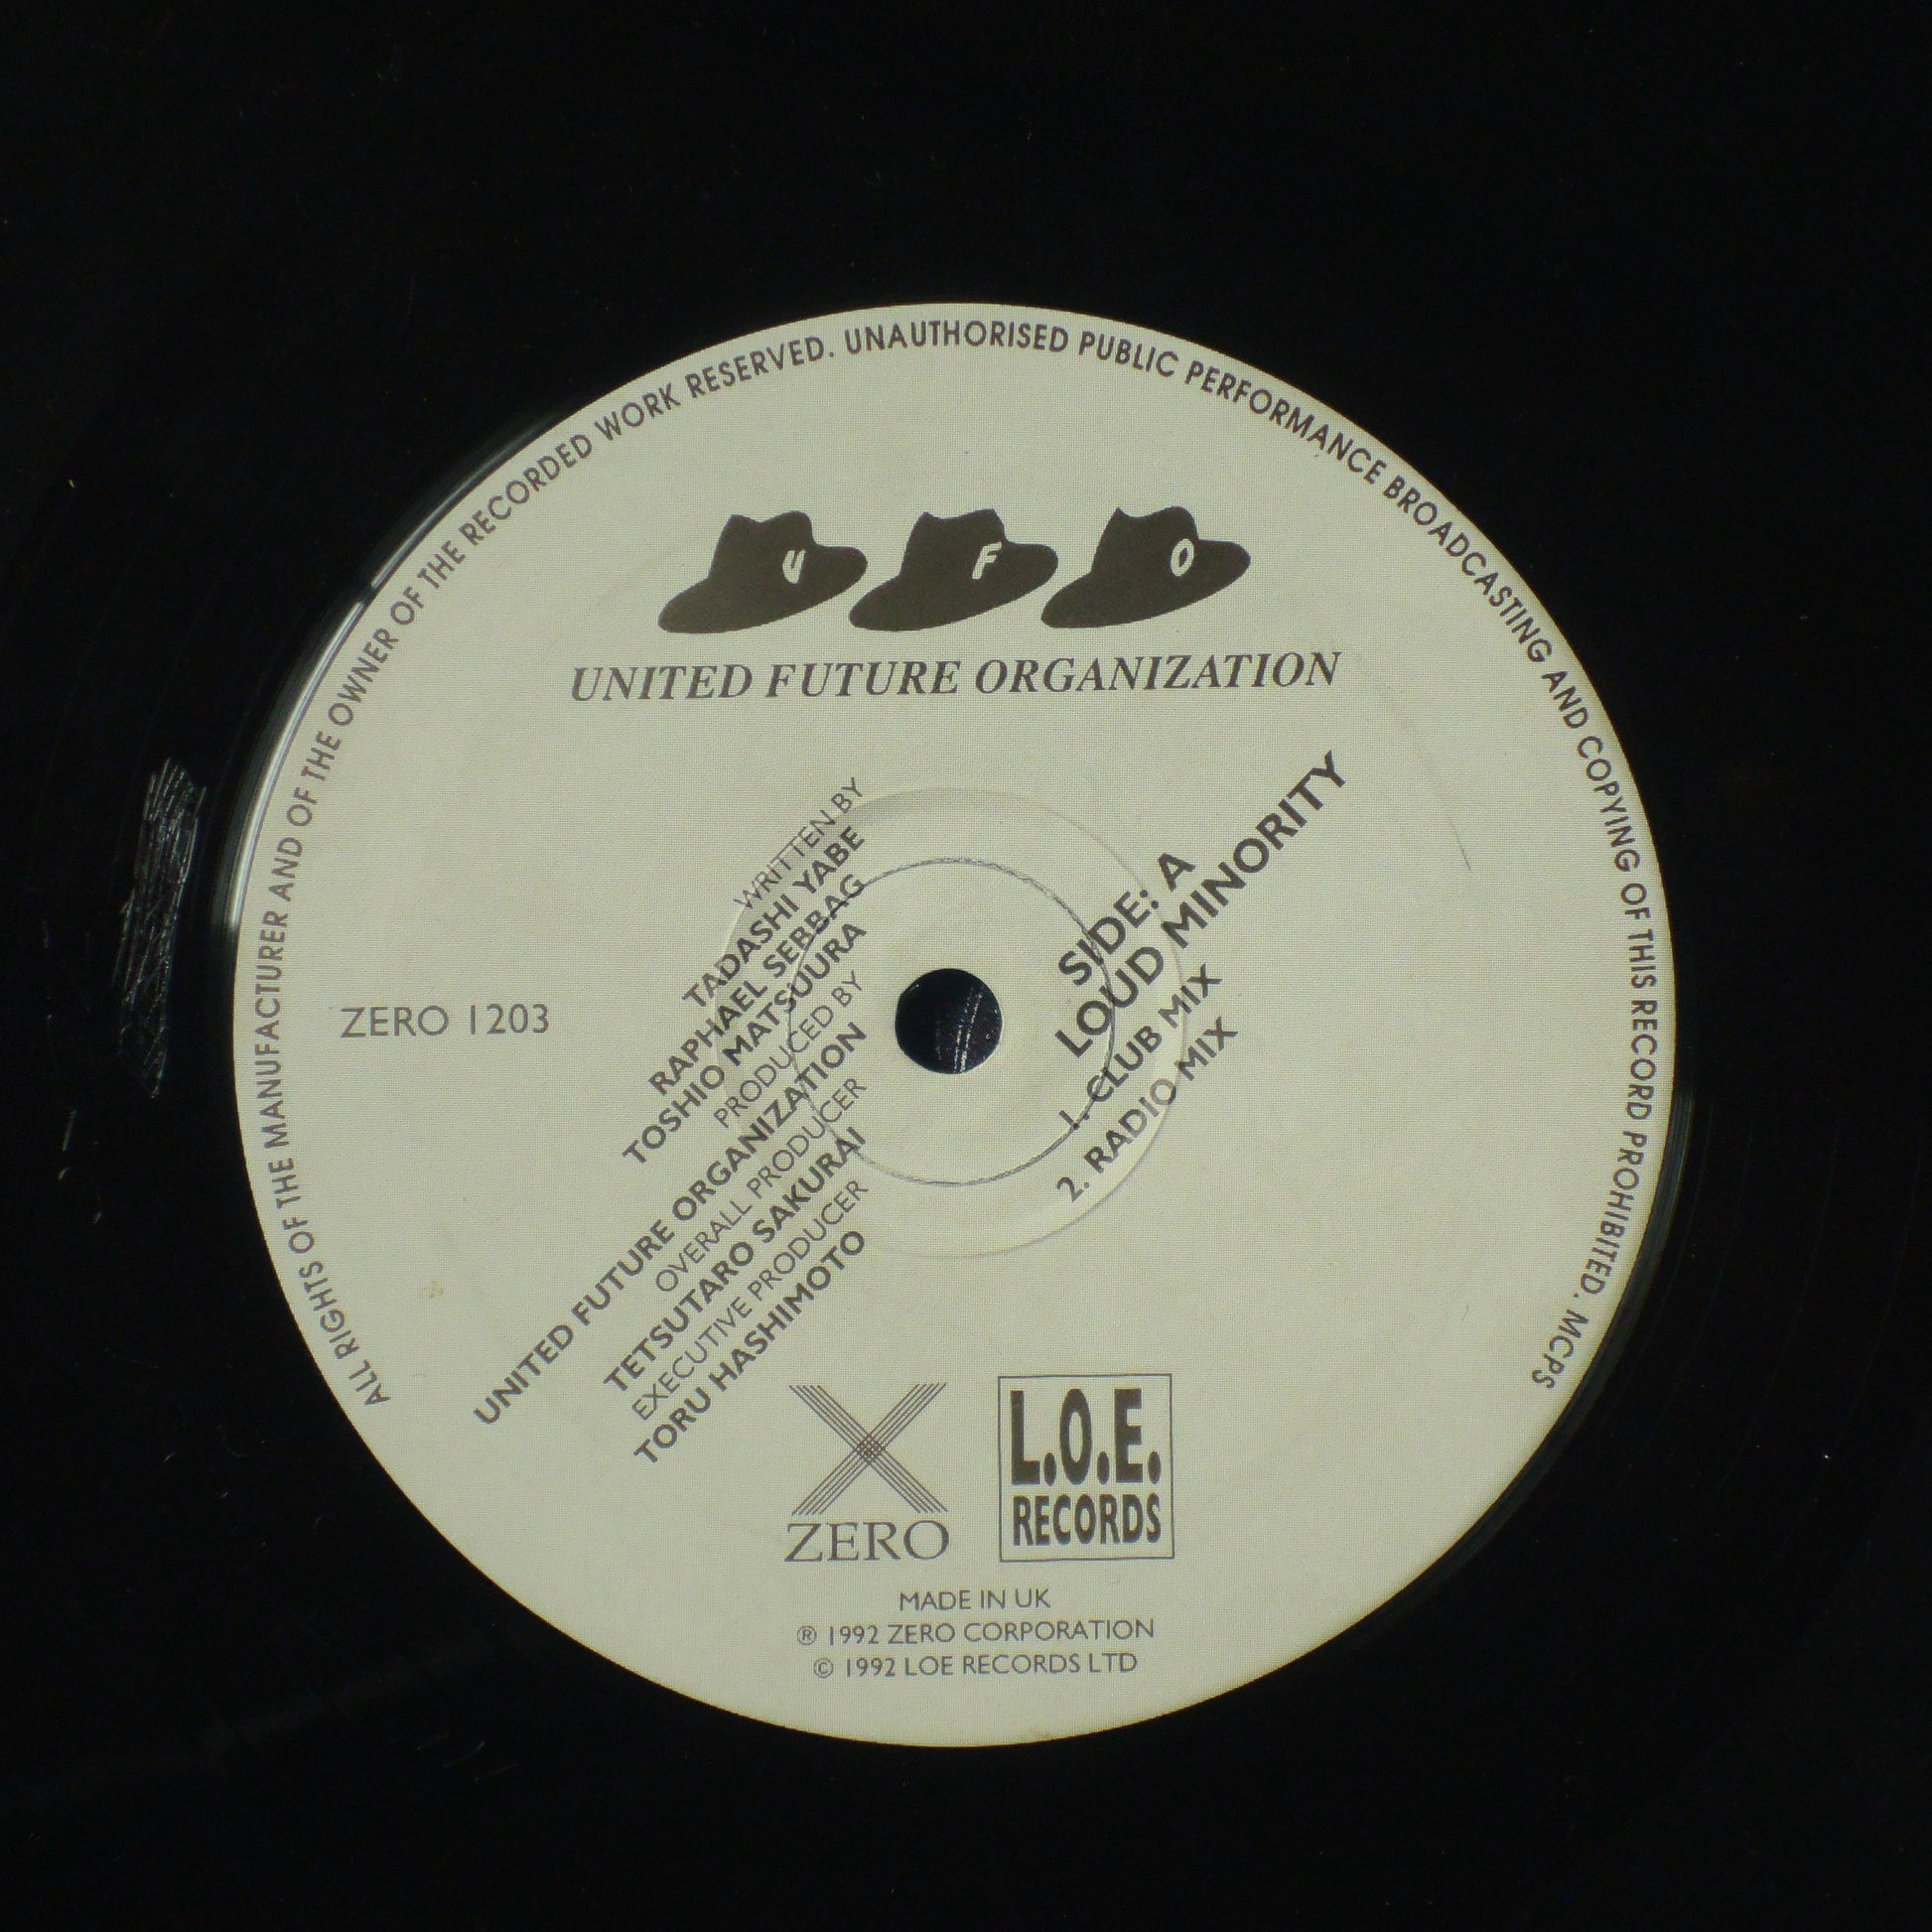 ALL RIGHTS OF THE MANUFACTURER AND OF THE OWNER OF THE RECORDED WORK RESERVED. UNAUTHORISED PUBLIC PERFORMANCE BROADCASTING AND COPYING OF THIS RECORD PROHIBITED. MCPS
U F O
UNITED FUTURE ORGANIZATION
ZERO 1203
WRITTEN BY
TADASHI YABE
RAPHAEL SEBBAG
TOSHIO MATSUURA
PRODUCED BY
UNITED FUTURE ORGANIZATION
OVERALL PRODUCER
TETSUTARO SAKURAI
EXECUTIVE PRODUCER
TORU HASHIMOTO
SIDE: A
LOUD MINORITY
1. CLUB MIX
2. RADIO MIX
ZERO
L.O.E.
RECORDS
MADE IN UK
® 1992 ZERO CORPORATION
© 1992 LOE RECORDS LTD